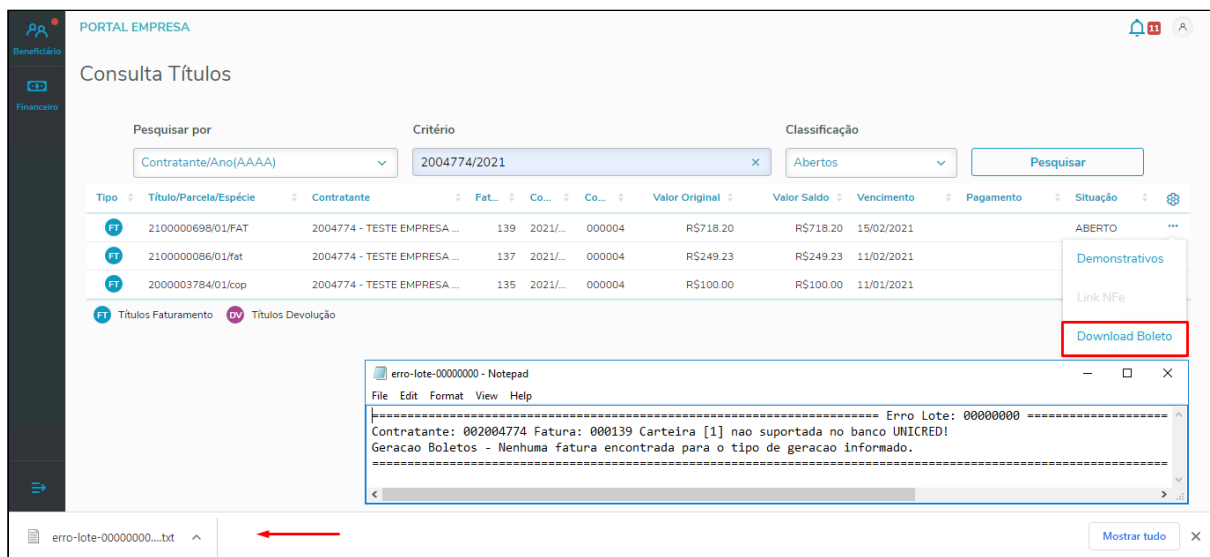 PORTAL EMPRESA
11
Beneficiário
Consulta Títulos
Financeiro
Pesquisar por Critério Classificação
Contratante/Ano(AAAA) 2004774/2021 × Abertos Pesquisar
Tipo Título/Parcela/Espécie Contratante Fat... Co... Co... Valor Original Valor Saldo Vencimento Pagamento Situação
FT 2100000698/01/FAT 2004774 - TESTE EMPRESA ... 139 2021/... 000004 R$718.20 R$718.20 15/02/2021 ABERTO ...
FT 2100000086/01/fat 2004774 - TESTE EMPRESA ... 137 2021/... 000004 R$249.23 R$249.23 11/02/2021
FT 2000003784/01/cop 2004774 - TESTE EMPRESA ... 135 2021/... 000004 R$100.00 R$100.00 11/01/2021
Demonstrativos
Link NFe
Download Boleto
FT Títulos Faturamento DV Títulos Devolução
erro-lote-00000000 - Notepad
File Edit Format View Help
======================================================================== Erro Lote: 00000000 ====================
Contratante: 002004774 Fatura: 000139 Carteira [1] nao suportada no banco UNICRED!
Geracao Boletos - Nenhuma fatura encontrada para o tipo de geracao informado.
=================================================================================================================
erro-lote-00000000....txt Mostrar tudo ×